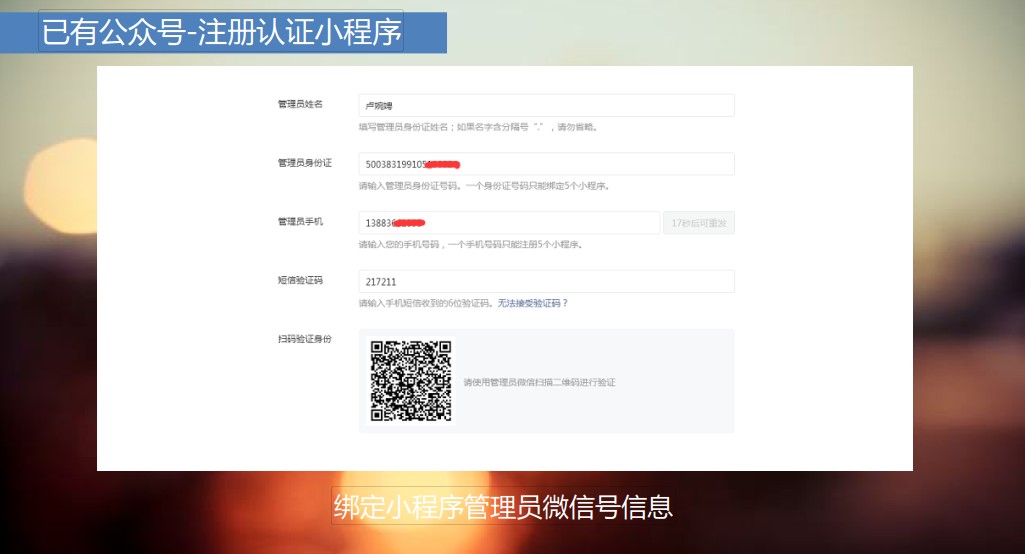 已有公众号-注册认证小程序
管理员姓名
卢婉娉
填写管理员身份证姓名；如果名字含分隔号“.”，请勿省略。
管理员身份证
500383199105
请输入管理员身份证号码。一个身份证号码只能绑定5个小程序。
管理员手机
13883 17秒后可重发
请输入您的手机号码，一个手机号码只能注册5个小程序。
短信验证码
217211
请输入手机短信收到的6位验证码。无法接受验证码？
扫码验证身份
请使用管理员微信扫描二维码进行验证
绑定小程序管理员微信号信息